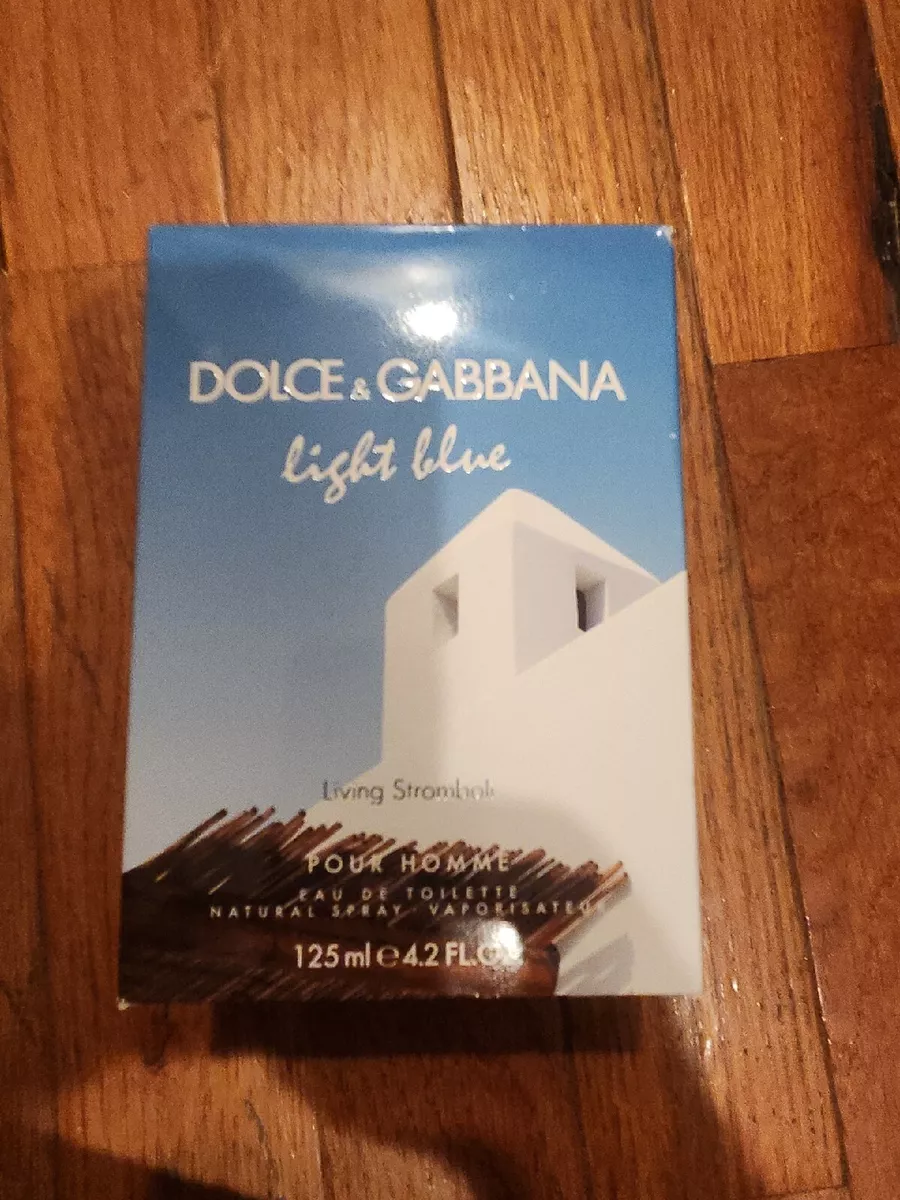 DOLCE & GABBANA
light blue
Living Stromboli
POUR HOMME
EAU DE TOILETTE
NATURAL SPRAY VAPORISATEUR
125 ml e 4.2 FL.OZ